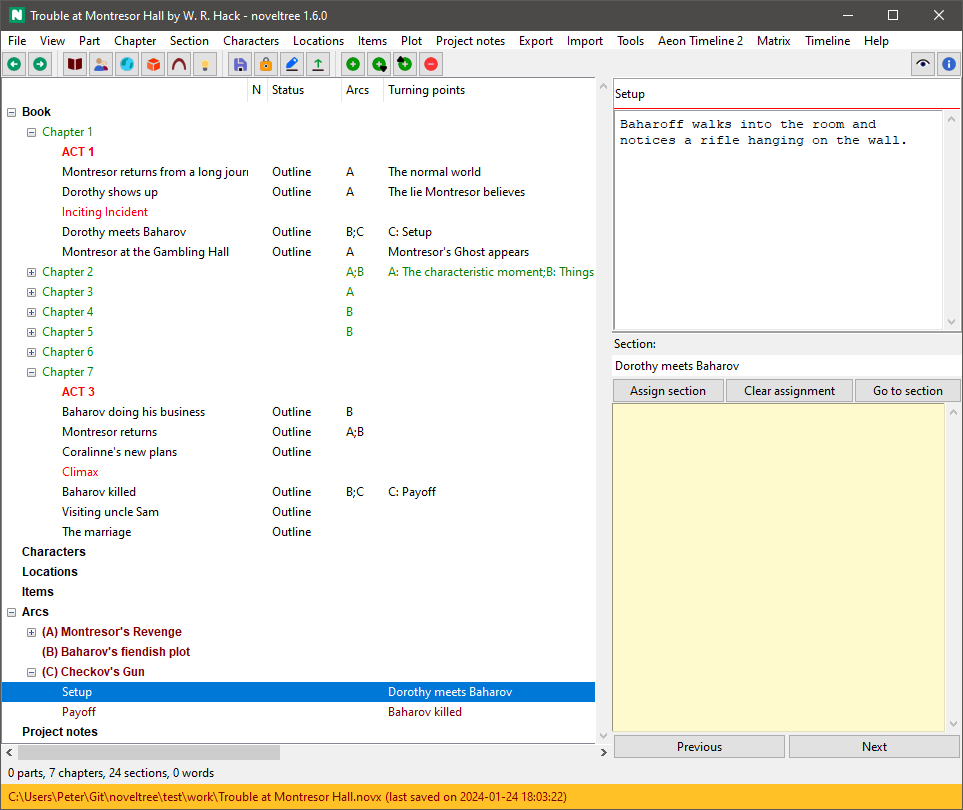 Trouble at Montresor Hall by W. R. Hack - noveltree 1.6.0
File View Part Chapter Section Characters Locations Items Plot Project notes Export Import Tools Aeon Timeline 2 Matrix Timeline Help
N Status Arcs Turning points
Book
Chapter 1
ACT 1
Montresor returns from a long jour Outline A The normal world
Dorothy shows up Outline A The lie Montresor believes
Inciting Incident
Dorothy meets Baharov Outline B;C C: Setup
Montresor at the Gambling Hall Outline A Montresor's Ghost appears
Chapter 2 A;B A: The characteristic moment;B: Things
Chapter 3 A
Chapter 4 B
Chapter 5 B
Chapter 6
Chapter 7
ACT 3
Baharov doing his business Outline B
Montresor returns Outline A;B
Coralinne's new plans Outline
Climax
Baharov killed Outline B;C C: Payoff
Visiting uncle Sam Outline
The marriage Outline
Characters
Locations
Items
Arcs
(A) Montresor's Revenge
(B) Baharov's fiendish plot
(C) Checkov's Gun
Setup Dorothy meets Baharov
Payoff Baharov killed
Project notes
Setup
Baharoff walks into the room and
notices a rifle hanging on the wall.
Section:
Dorothy meets Baharov
Assign section Clear assignment Go to section
Previous Next
0 parts, 7 chapters, 24 sections, 0 words
C:\Users\Peter\Git\noveltree\test\work\Trouble at Montresor Hall.novx (last saved on 2024-01-24 18:03:22)